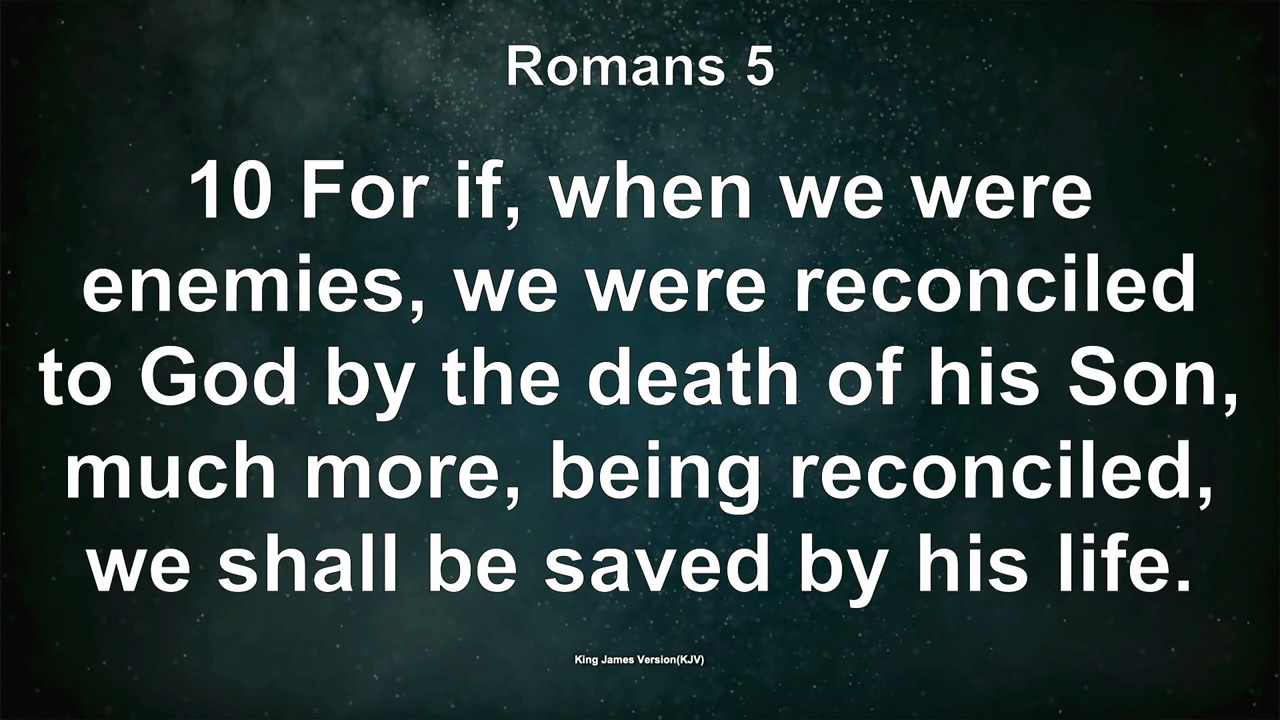 Romans 5
10 For if, when we were
enemies, we were reconciled
to God by the death of his Son,
much more, being reconciled,
we shall be saved by his life.
King James Version(KJV)